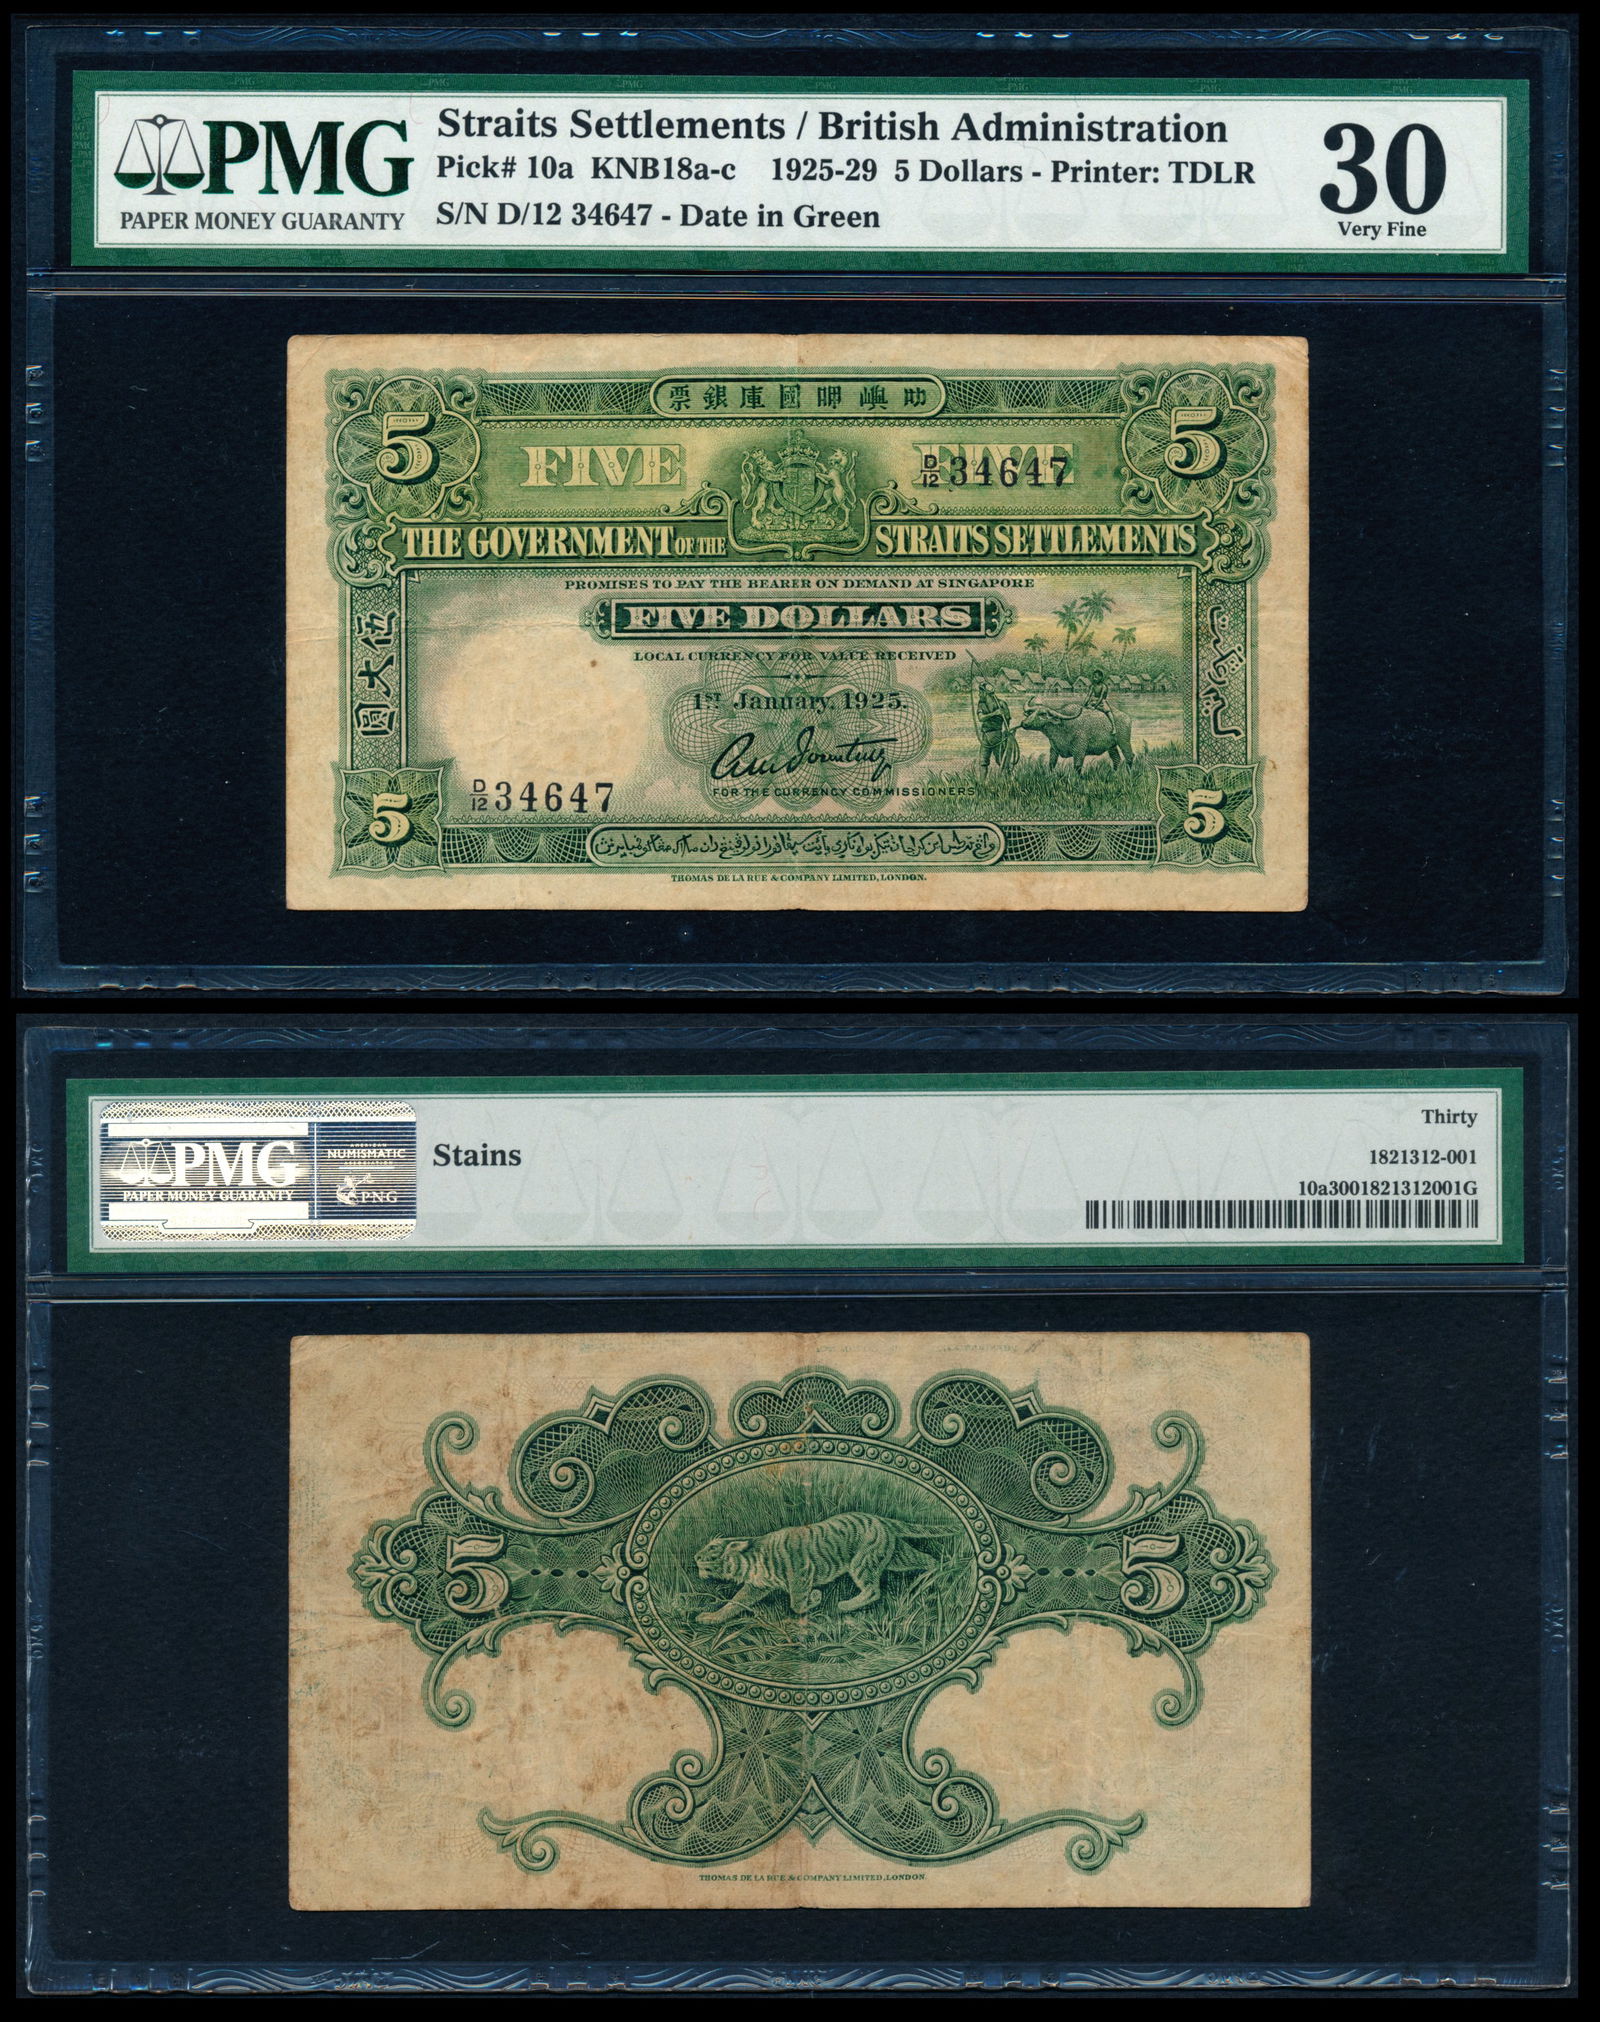 PMG
PAPER MONEY GUARANTY
Straits Settlements / British Administration
Pick# 10a KNB18a-c 1925-29 5 Dollars - Printer: TDLR
S/N D/12 34647 - Date in Green
30
Very Fine
票銀庫國呷嶼叻
5
5
FIVE
FIVE
D/12 34647
THE GOVERNMENT OF THE STRAITS SETTLEMENTS
PROMISES TO PAY THE BEARER ON DEMAND AT SINGAPORE
FIVE DOLLARS
LOCAL CURRENCY FOR VALUE RECEIVED
伍大圓
1ST January, 1925.
FOR THE CURRENCY COMMISSIONERS
D/12 34647
5
5
THOMAS DE LA RUE & COMPANY LIMITED, LONDON.
PMG
PAPER MONEY GUARANTY
NUMISMATIC
PNG
Stains
Thirty
1821312-001
10a3001821312001G
5
5
THOMAS DE LA RUE & COMPANY LIMITED, LONDON.